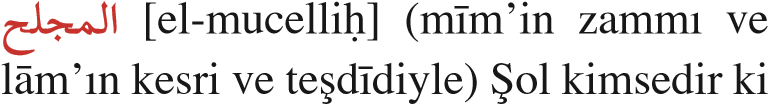 المجلح [el-mucelliḥ] (mīm’in zammı ve
lām’ın kesri ve teşdīdiyle) Şol kimsedir ki